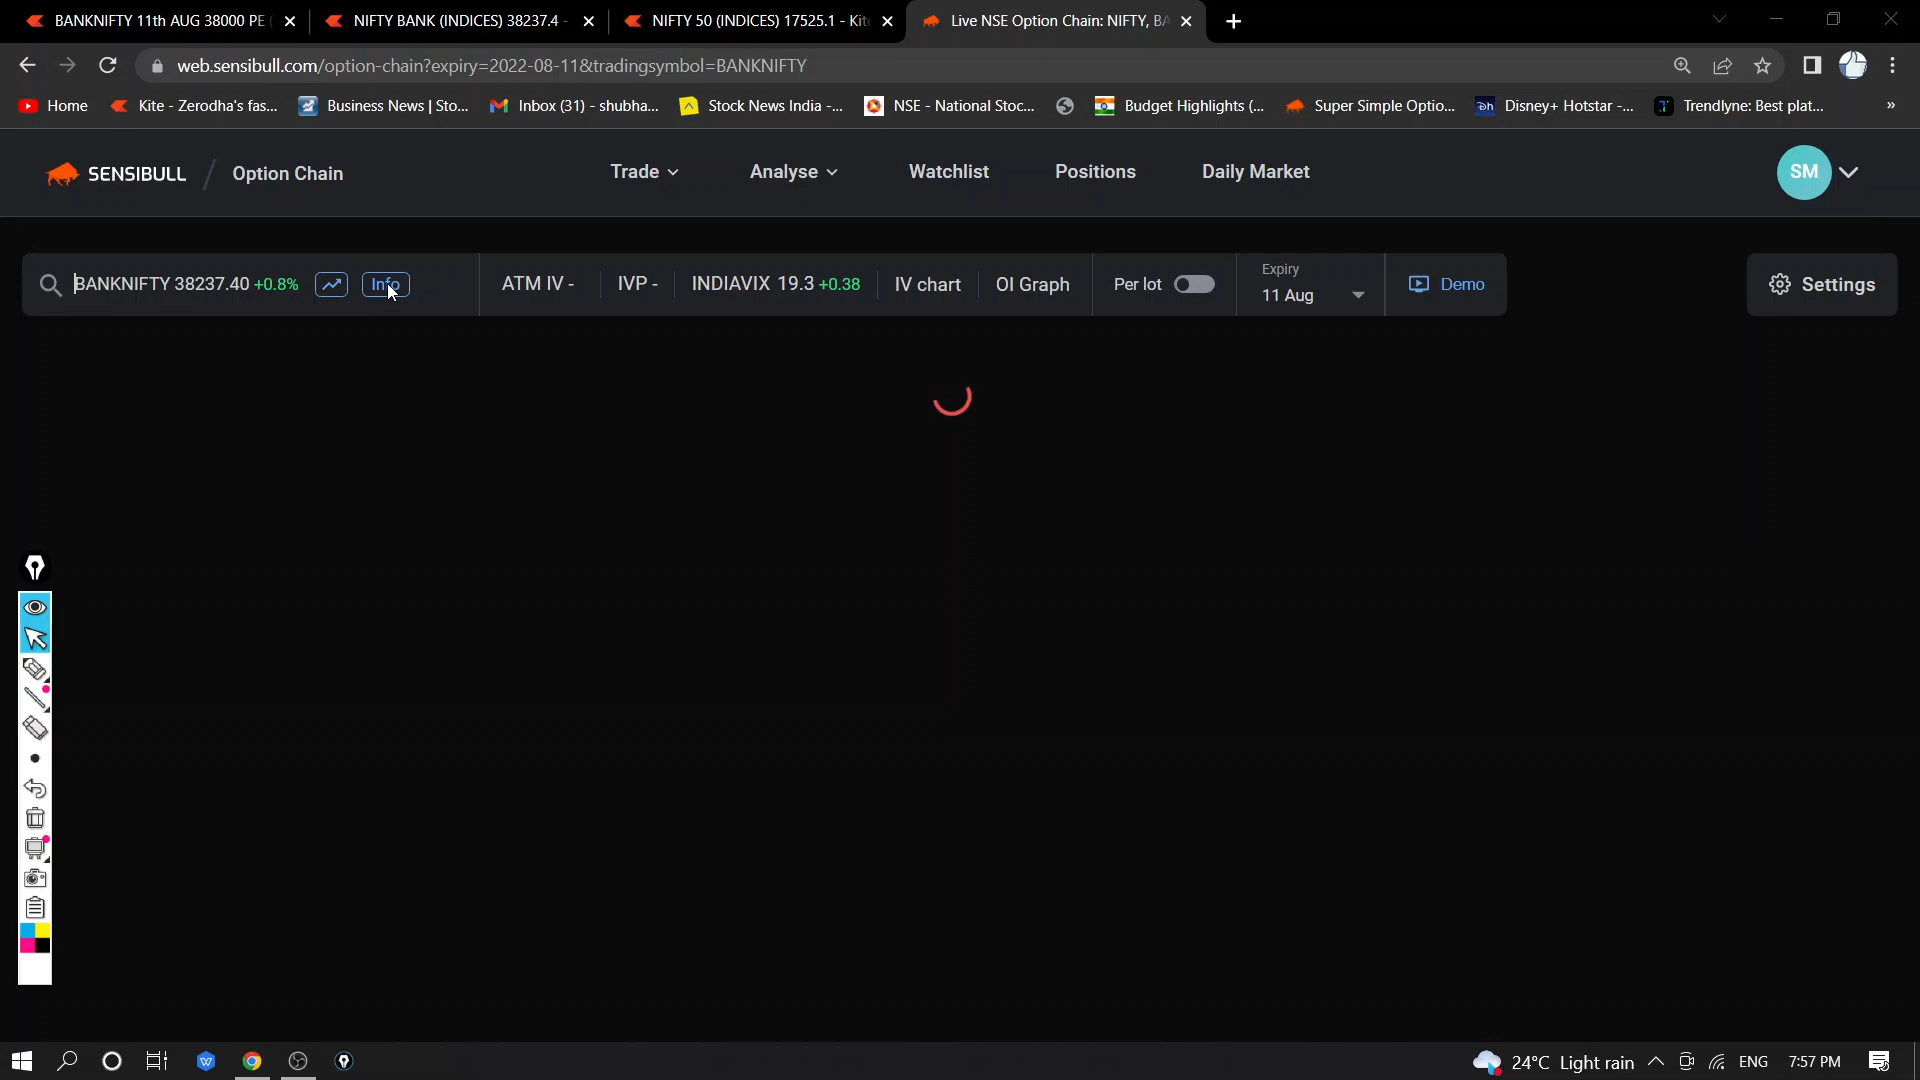 BANKNIFTY 11th AUG 38000 PE
NIFTY BANK (INDICES) 38237.4 -
NIFTY 50 (INDICES) 17525.1 - Kite
Live NSE Option Chain: NIFTY, BA
web.sensibull.com/option-chain?expiry=2022-08-11&tradingsymbol=BANKNIFTY
Home
Kite - Zerodha's fas...
Business News | Sto...
Inbox (31) - shubha...
Stock News India -...
NSE - National Stoc...
Budget Highlights (...
Super Simple Optio...
Disney+ Hotstar -...
Trendlyne: Best plat...
»
SENSIBULL / Option Chain
Trade
Analyse
Watchlist
Positions
Daily Market
SM
BANKNIFTY 38237.40 +0.8%
Info
ATM IV -
IVP -
INDIAVIX 19.3 +0.38
IV chart
OI Graph
Per lot
Expiry
11 Aug
Demo
Settings
24°C Light rain
ENG
7:57 PM